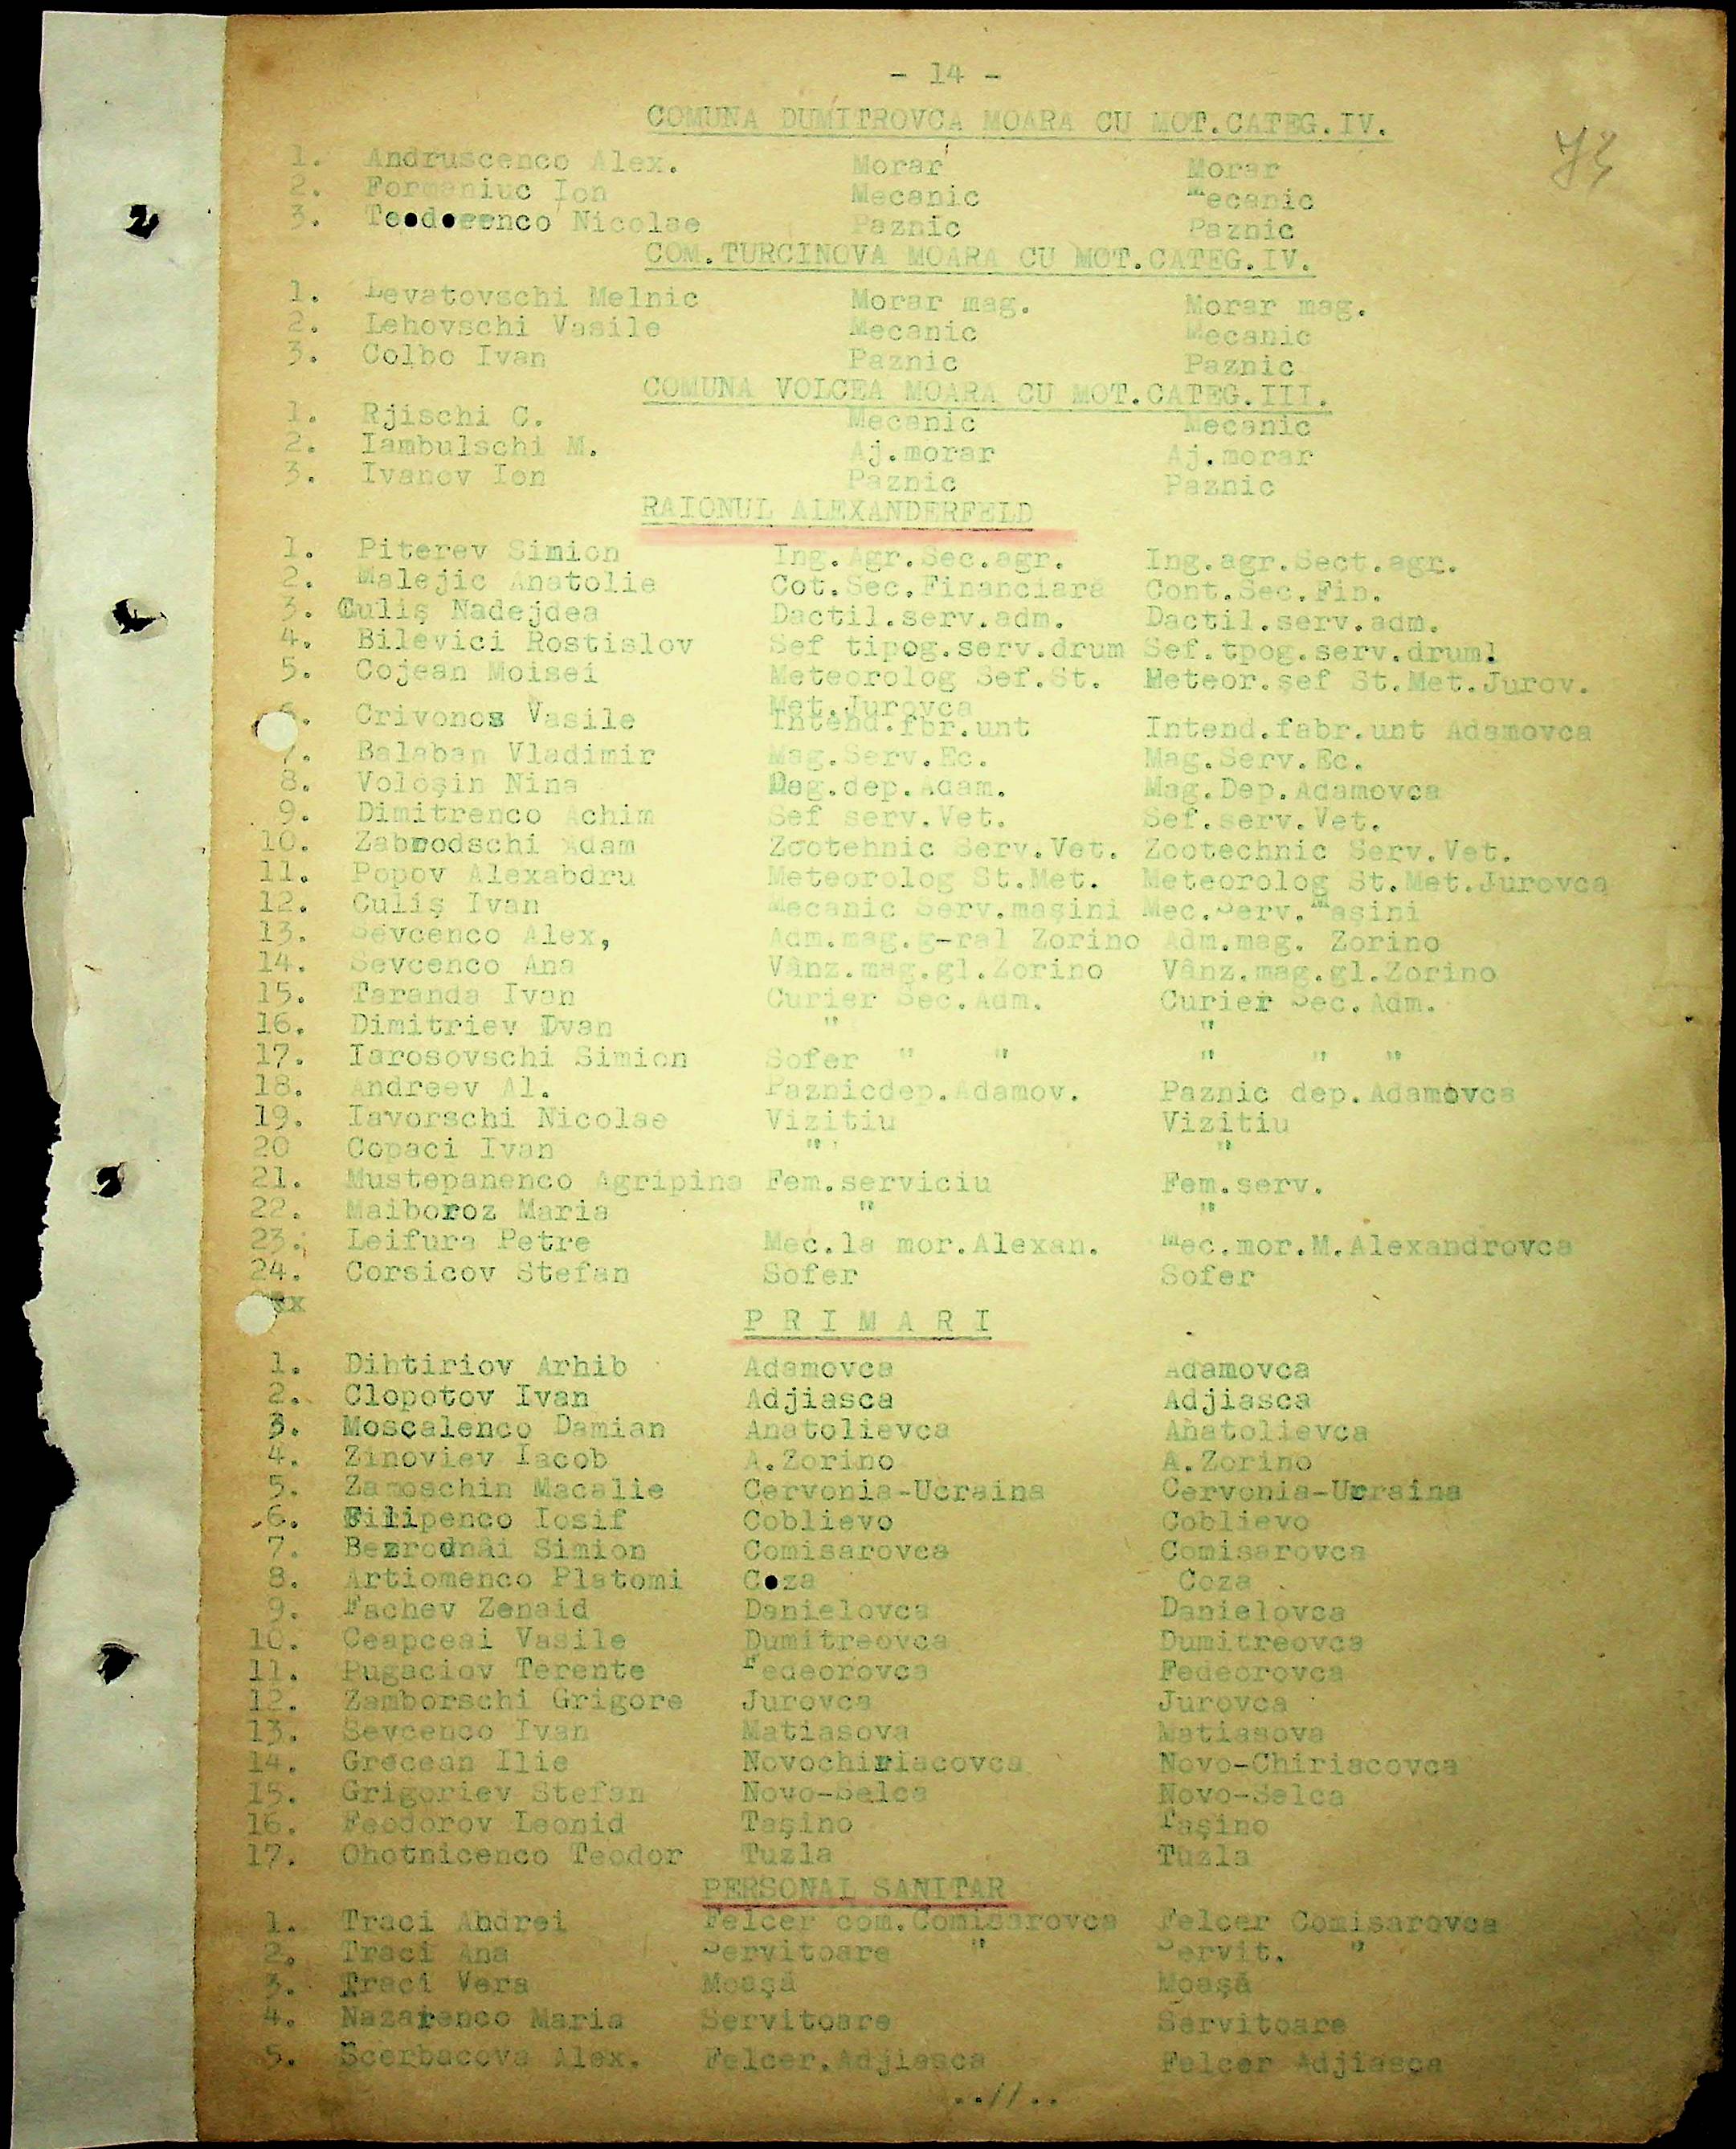 - 14 -
COMUNA DUMITROVCA MOARA CU MOT.CATEG.IV.
1. Andruscenco Alex. Morar Morar
2. Formaniuc Ion Mecanic Mecanic
3. Teodorenco Nicolae Paznic Paznic
COM.TURCINOVA MOARA CU MOT.CATEG.IV.
1. Levatovschi Melnic Morar mag. Morar mag.
2. Lehovschi Vasile Mecanic Mecanic
3. Colbo Ivan Paznic Paznic
COMUNA VOLCEA MOARA CU MOT.CATEG.III.
1. Rjischi C. Mecanic Mecanic
2. Iambulschi M. Aj.morar Aj.morar
3. Ivanov Ion Paznic Paznic
RAIONUL ALEXANDERFELD
1. Piterev Simion Ing.Agr.Sec.agr. Ing.agr.Sect.agr.
2. Malejic Anatolie Cot.Sec.Financiara Cont.Sec.Fin.
3. Culiş Nadejdea Dactil.serv.adm. Dactil.serv.adm.
4. Bilevici Rostislov Sef tipog.serv.drum Sef.tpog.serv.druml
5. Cojean Moisei Meteorolog Sef.St. Meteor.şef St.Met.Jurov.
Met.Jurovca
6. Crivonos Vasile Intend.fbr.unt Intend.fabr.unt Adamovca
7. Balaban Vladimir Mag.Serv.Ec. Mag.Serv.Ec.
8. Voloşin Nina Mag.dep.Adam. Mag.Dep.Adamovca
9. Dimitrenco Achim Sef serv.Vet. Sef.serv.Vet.
10. Zabrodschi Adam Zootehnic Serv.Vet. Zootechnic Serv.Vet.
11. Popov Alexabdru Meteorolog St.Met. Meteorolog St.Met.Jurovca
12. Culiş Ivan Mecanic Serv.maşini Mec.Serv.Masini
13. Sevcenco Alex, Adm.mag.g-ral Zorino Adm.mag. Zorino
14. Sevcenco Ana Vânz.mag.gl.Zorino Vânz.mag.gl.Zorino
15. Taranda Ivan Curier Sec.Adm. Curier Sec.Adm.
16. Dimitriev Ivan " "
17. Iarosovschi Simion Sofer " " " " "
18. Andreev Al. Paznicdep.Adamov. Paznic dep.Adamovca
19. Iavorschi Nicolae Vizitiu Vizitiu
20 Copaci Ivan " "
21. Mustepanenco Agripina Fem.serviciu Fem.serv.
22. Maiboroz Maria " "
23. Leifura Petre Mec.la mor.Alexan. Mec.mor.M.Alexandrovca
24. Corsicov Stefan Sofer Sofer
P R I M A R I
1. Dihtiriov Arhib Adamovca Adamovca
2. Clopotov Ivan Adjiasca Adjiasca
3. Moscalenco Damian Anatolievca Anatolievca
4. Zinoviev Iacob A.Zorino A.Zorino
5. Zamoschin Macalie Cervonia-Ucraina Cervonia-Ucraina
6. Filipenco Iosif Coblievo Coblievo
7. Bezrodnâi Simion Comisarovca Comisarovca
8. Artiomenco Platomi Coza Coza
9. Fachev Zenaid Danielovca Danielovca
10. Ceapceai Vasile Dumitreovca Dumitreovca
11. Pugaciov Terente Fedeorovca Fedeorovca
12. Zamborschi Grigore Jurovca Jurovca
13. Sevcenco Ivan Matiasova Matiasova
14. Grecean Ilie Novochiriacovca Novo-Chiriacovca
15. Grigoriev Stefan Novo-Selca Novo-Selca
16. Feodorov Leonid Taşino Taşino
17. Ohotnicenco Teodor Tuzla Tuzla
PERSONAL SANITAR
1. Traci Andrei Felcer com.Comisarovca Felcer Comisarovca
2. Traci Ana Servitoare " Servit. "
3. Traci Vera Moaşă Moaşă
4. Nazarenco Maria Servitoare Servitoare
5. Scerbacova Alex. Felcer.Adjiasca Felcer Adjiasca
..//..